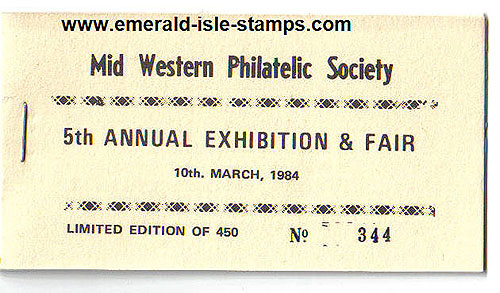 www.emerald-isle-stamps.com
Mid Western Philatelic Society
5th ANNUAL EXHIBITION & FAIR
10th. MARCH, 1984
LIMITED EDITION OF 450 Nº 344